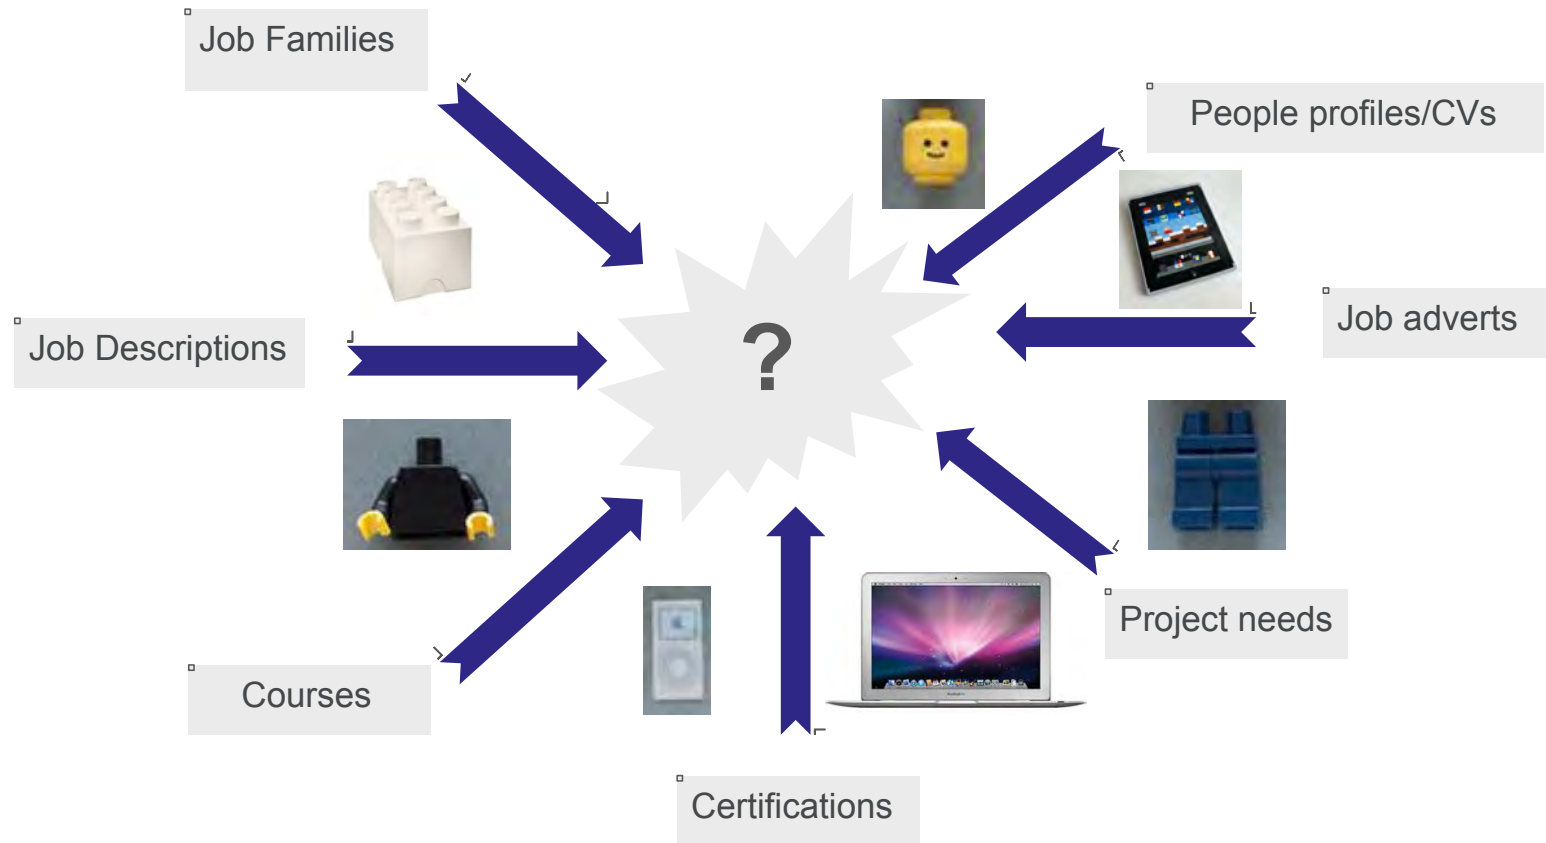 Job Families
People profiles/CVs
Job adverts
?
Job Descriptions
Project needs
Courses
Certifications